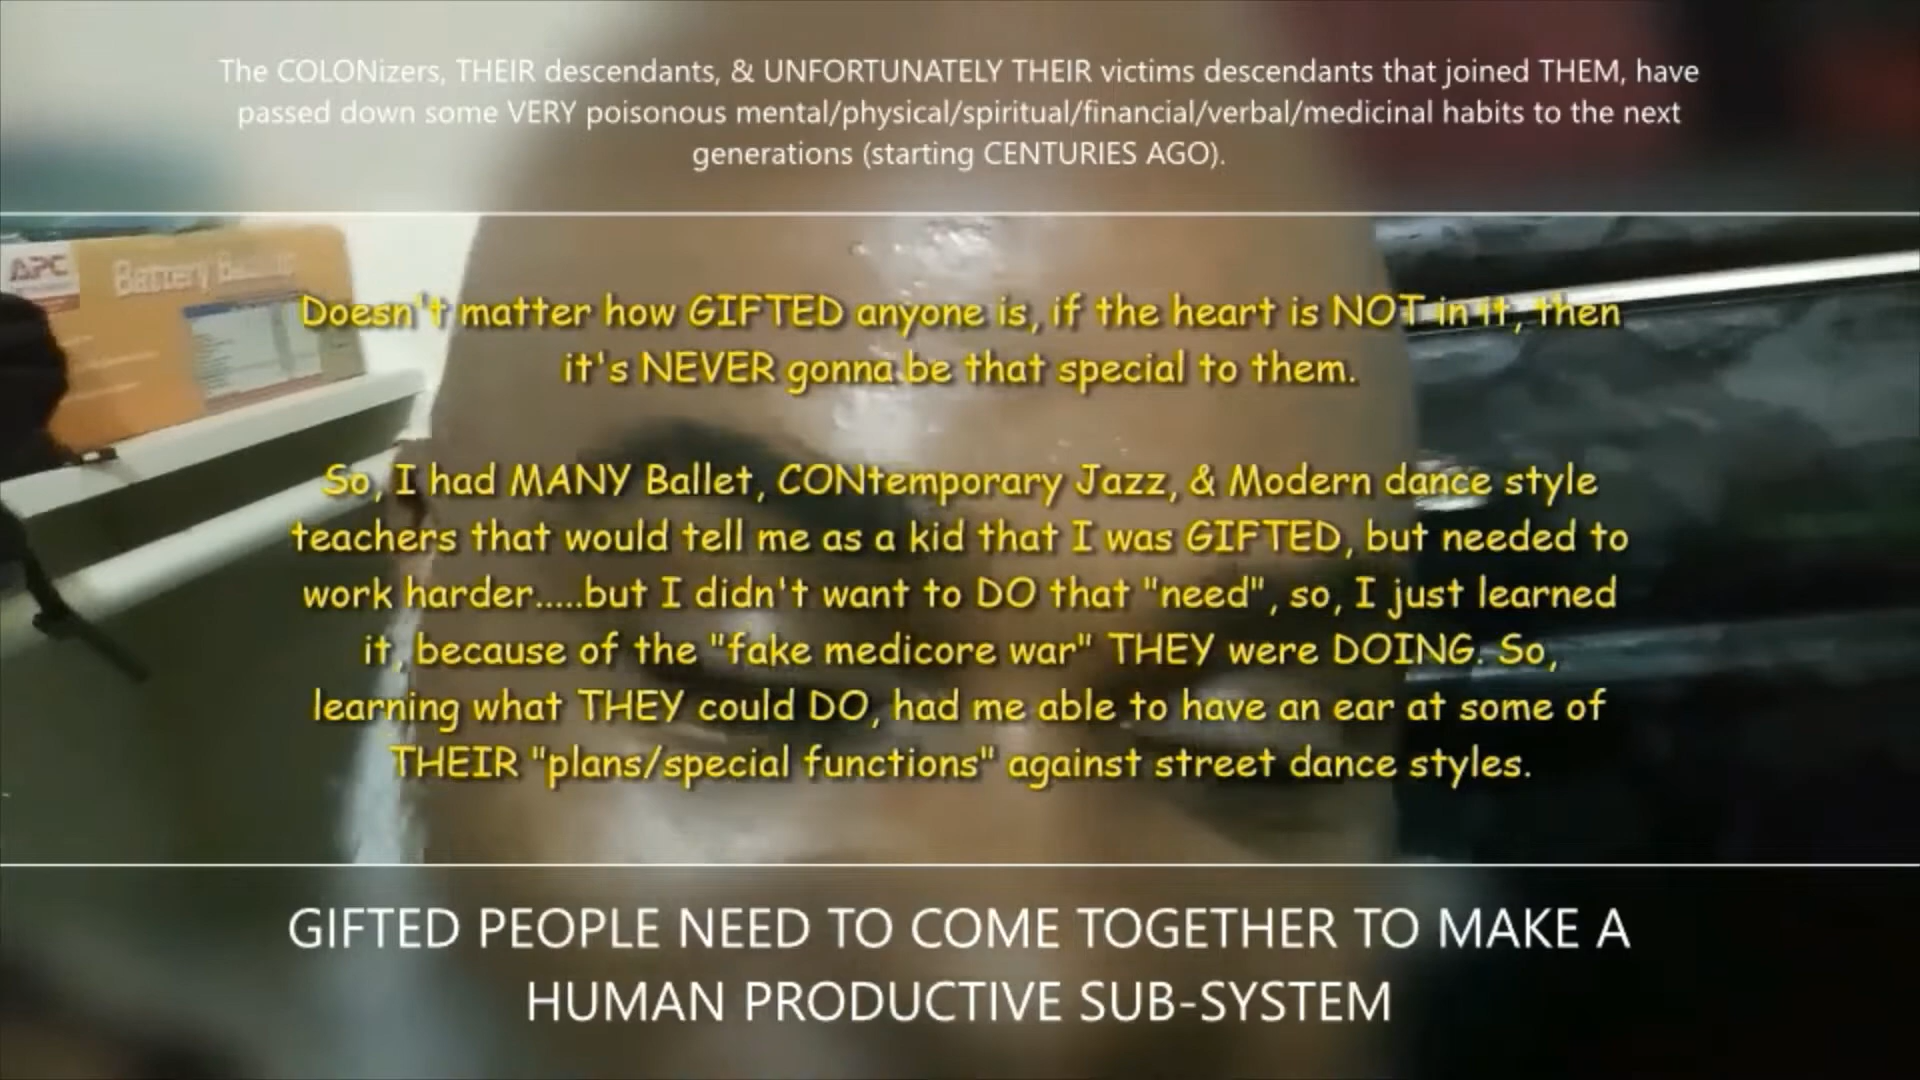 The COLONizers, THEIR descendants, & UNFORTUNATELY THEIR victims descendants that joined THEM, have
passed down some VERY poisonous mental/physical/spiritual/financial/verbal/medicinal habits to the next
generations (starting CENTURIES AGO).
APC
Battery Backup
Doesn't matter how GIFTED anyone is, if the heart is NOT in it, then
it's NEVER gonna be that special to them.
So, I had MANY Ballet, CONtemporary Jazz, & Modern dance style
teachers that would tell me as a kid that I was GIFTED, but needed to
work harder.....but I didn't want to DO that "need", so, I just learned
it, because of the "fake medicore war" THEY were DOING. So,
learning what THEY could DO, had me able to have an ear at some of
THEIR "plans/special functions" against street dance styles.
GIFTED PEOPLE NEED TO COME TOGETHER TO MAKE A
HUMAN PRODUCTIVE SUB-SYSTEM